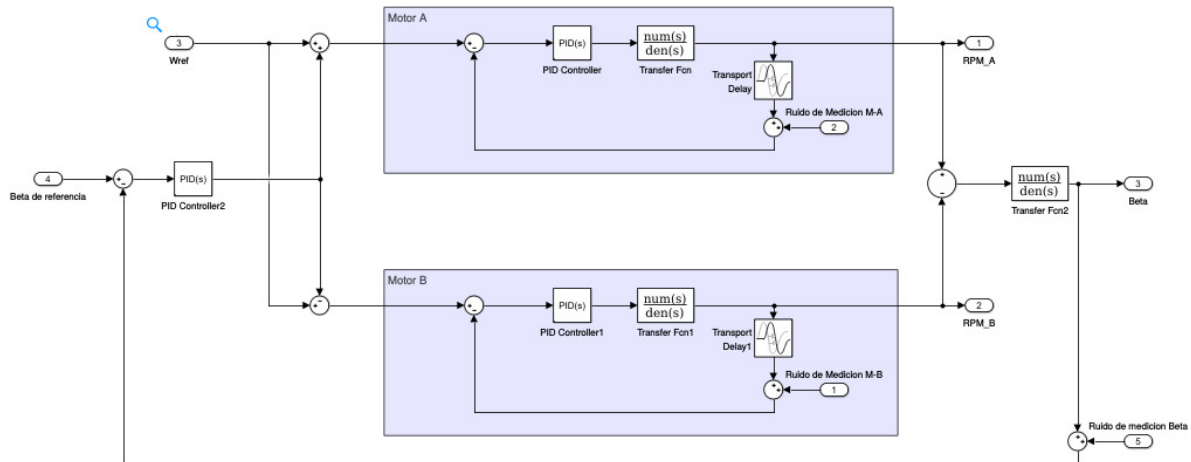 Motor A
3
Wref
+
+
+
-
PID(s)
PID Controller
num(s)
den(s)
Transfer Fcn
Transport
Delay
Ruido de Medicion M-A
+
+
2
1
RPM_A
4
Beta de referencia
+
-
PID(s)
PID Controller2
+
-
num(s)
den(s)
Transfer Fcn2
3
Beta
Motor B
+
-
+
-
PID(s)
PID Controller1
num(s)
den(s)
Transfer Fcn1
Transport
Delay1
Ruido de Medicion M-B
+
+
1
2
RPM_B
Ruido de medicion Beta
+
+
5